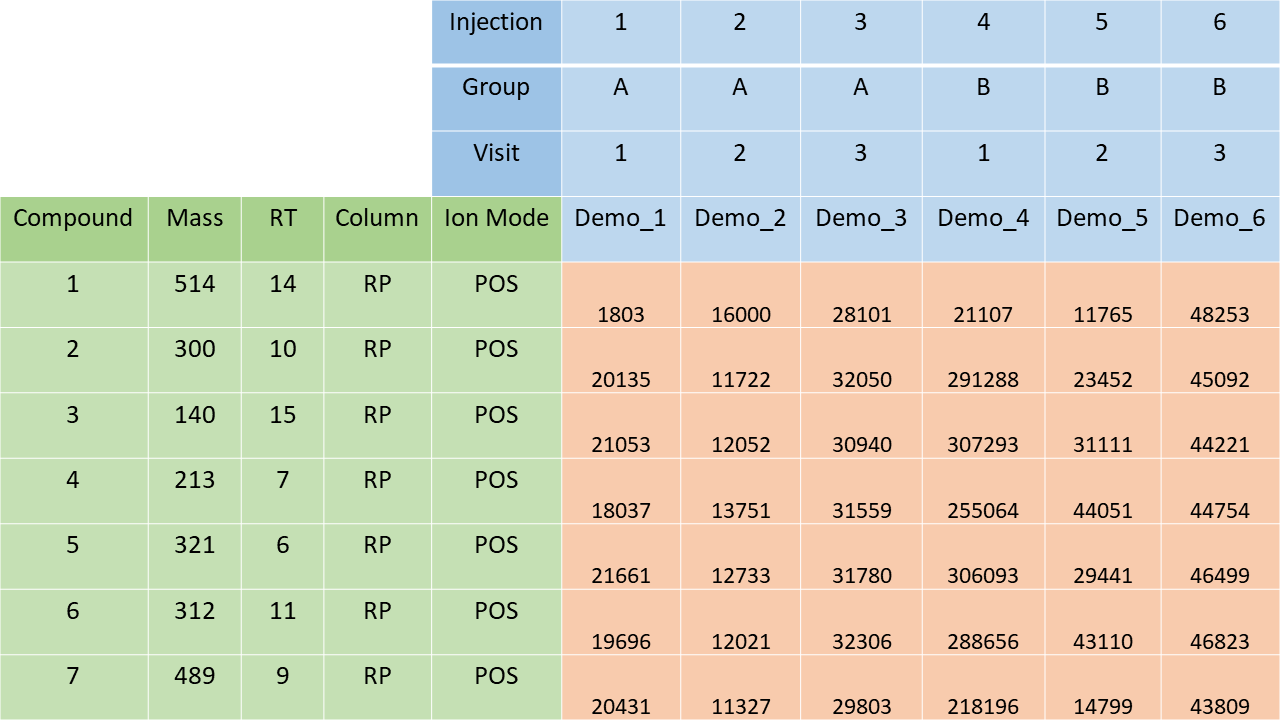 Injection 1 2 3 4 5 6
Group A A A B B B
Visit 1 2 3 1 2 3
Compound Mass RT Column Ion Mode Demo_1 Demo_2 Demo_3 Demo_4 Demo_5 Demo_6
1 514 14 RP POS 1803 16000 28101 21107 11765 48253
2 300 10 RP POS 20135 11722 32050 291288 23452 45092
3 140 15 RP POS 21053 12052 30940 307293 31111 44221
4 213 7 RP POS 18037 13751 31559 255064 44051 44754
5 321 6 RP POS 21661 12733 31780 306093 29441 46499
6 312 11 RP POS 19696 12021 32306 288656 43110 46823
7 489 9 RP POS 20431 11327 29803 218196 14799 43809